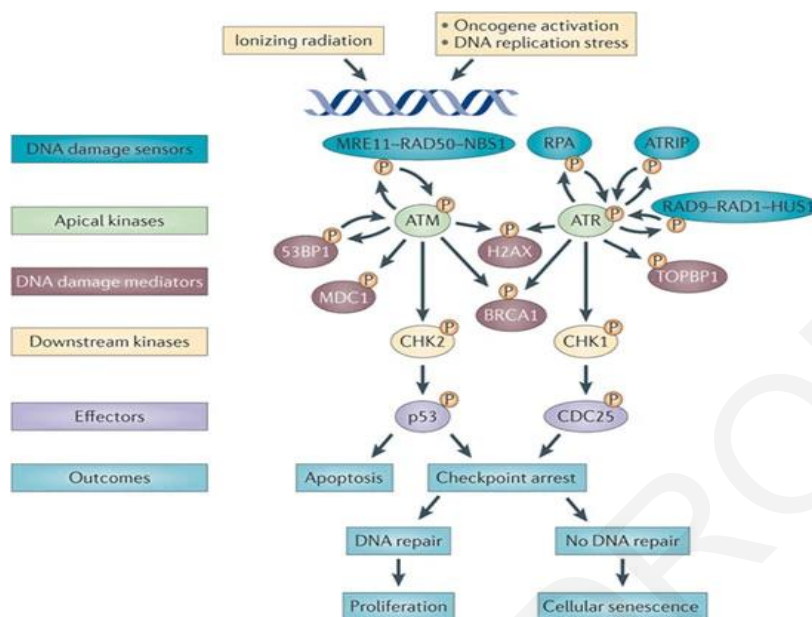 Ionizing radiation
• Oncogene activation
• DNA replication stress
DNA damage sensors
MRE11–RAD50–NBS1
RPA
ATRIP
P
P
P
P
RAD9–RAD1–HUS1
P
Apical kinases
ATM
P
ATR
P
53BP1
P
H2AX
P
TOPBP1
P
DNA damage mediators
MDC1
P
BRCA1
P
Downstream kinases
CHK2
P
CHK1
P
Effectors
p53
P
CDC25
P
Outcomes
Apoptosis
Checkpoint arrest
DNA repair
No DNA repair
Proliferation
Cellular senescence
PRO